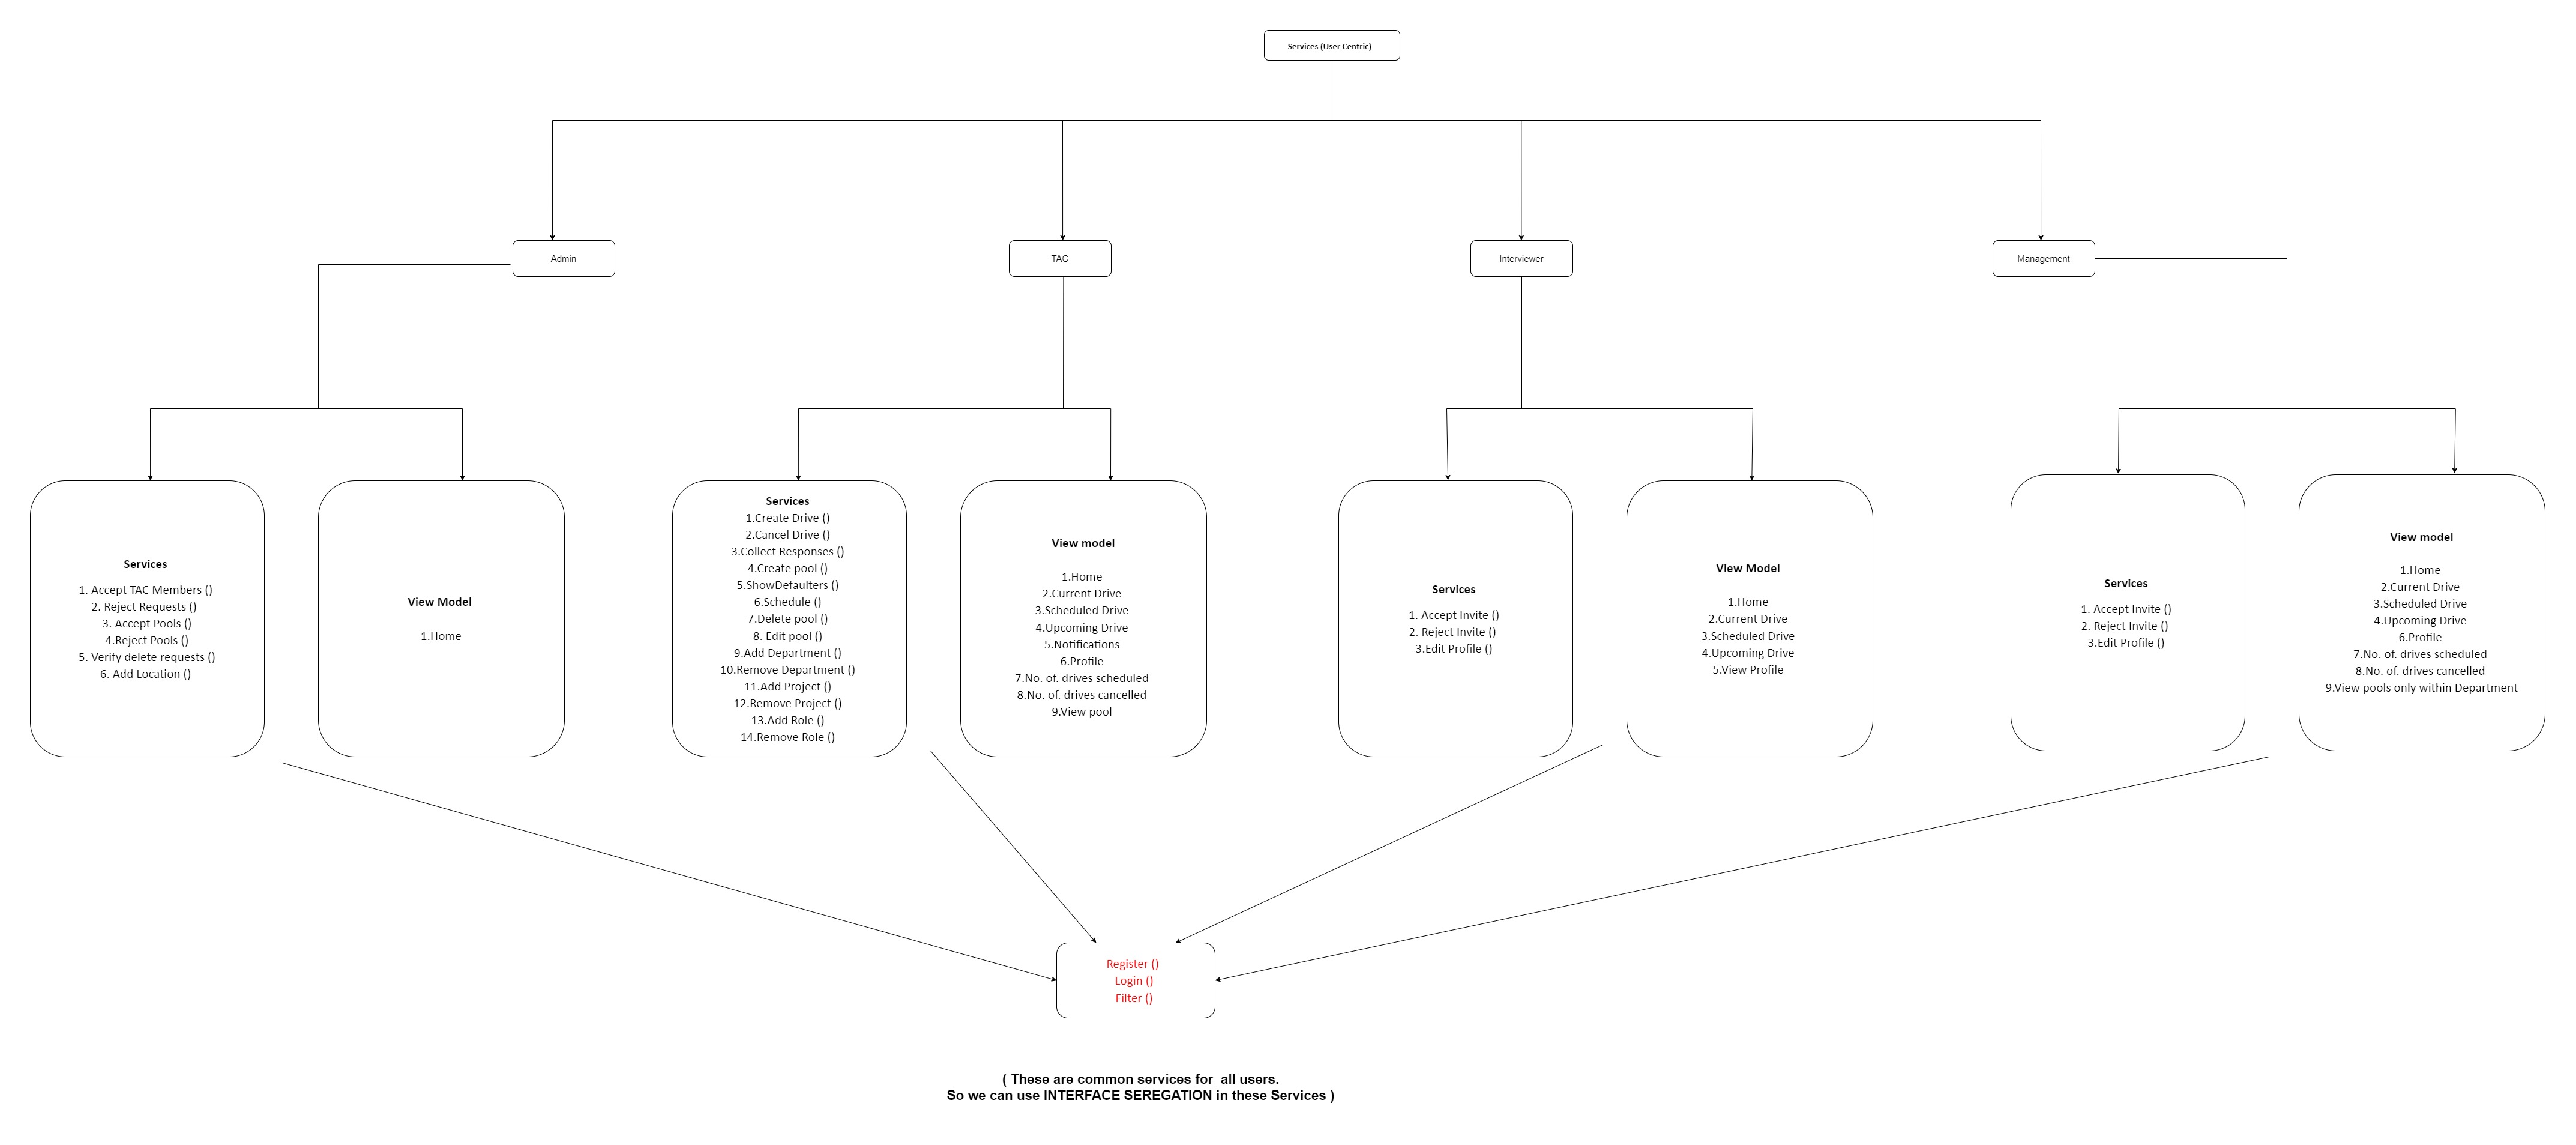 Services (User Centric)
Admin
TAC
Interviewer
Management
Services
1. Accept TAC Members ()
2. Reject Requests ()
3. Accept Pools ()
4.Reject Pools ()
5. Verify delete requests ()
6. Add Location ()
View Model
1.Home
Services
1.Create Drive ()
2.Cancel Drive ()
3.Collect Responses ()
4.Create pool ()
5.ShowDefaulters ()
6.Schedule ()
7.Delete pool ()
8. Edit pool ()
9.Add Department ()
10.Remove Department ()
11.Add Project ()
12.Remove Project ()
13.Add Role ()
14.Remove Role ()
View model
1.Home
2.Current Drive
3.Scheduled Drive
4.Upcoming Drive
5.Notifications
6.Profile
7.No. of. drives scheduled
8.No. of. drives cancelled
9.View pool
Services
1. Accept Invite ()
2. Reject Invite ()
3.Edit Profile ()
View Model
1.Home
2.Current Drive
3.Scheduled Drive
4.Upcoming Drive
5.View Profile
Services
1. Accept Invite ()
2. Reject Invite ()
3.Edit Profile ()
View model
1.Home
2.Current Drive
3.Scheduled Drive
4.Upcoming Drive
6.Profile
7.No. of. drives scheduled
8.No. of. drives cancelled
9.View pools only within Department
Register ()
Login ()
Filter ()
( These are common services for  all users.
So we can use INTERFACE SEREGATION in these Services )